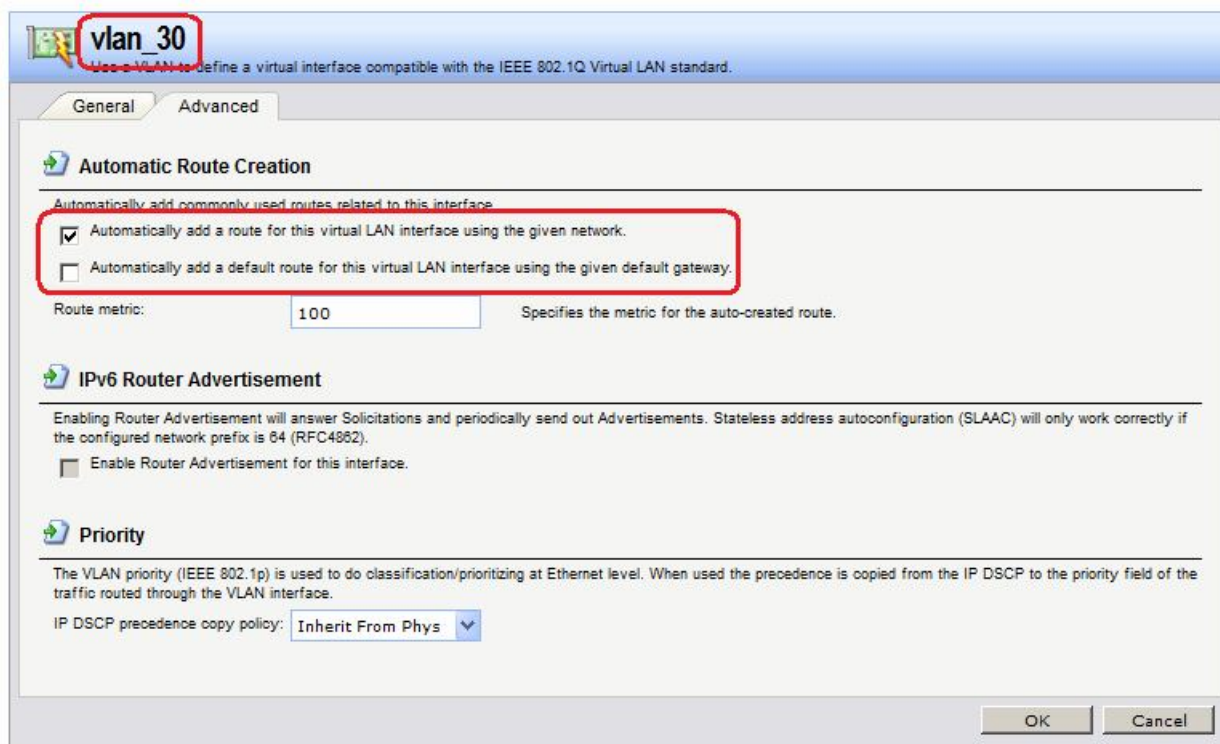 vlan_30
Use a VLAN to define a virtual interface compatible with the IEEE 802.1Q Virtual LAN standard.
General Advanced
Automatic Route Creation
Automatically add commonly used routes related to this interface.
Automatically add a route for this virtual LAN interface using the given network.
Automatically add a default route for this virtual LAN interface using the given default gateway.
Route metric: 100 Specifies the metric for the auto-created route.
IPv6 Router Advertisement
Enabling Router Advertisement will answer Solicitations and periodically send out Advertisements. Stateless address autoconfiguration (SLAAC) will only work correctly if
the configured network prefix is 64 (RFC4862).
Enable Router Advertisement for this interface.
Priority
The VLAN priority (IEEE 802.1p) is used to do classification/prioritizing at Ethernet level. When used the precedence is copied from the IP DSCP to the priority field of the
traffic routed through the VLAN interface.
IP DSCP precedence copy policy: Inherit From Phys
OK Cancel